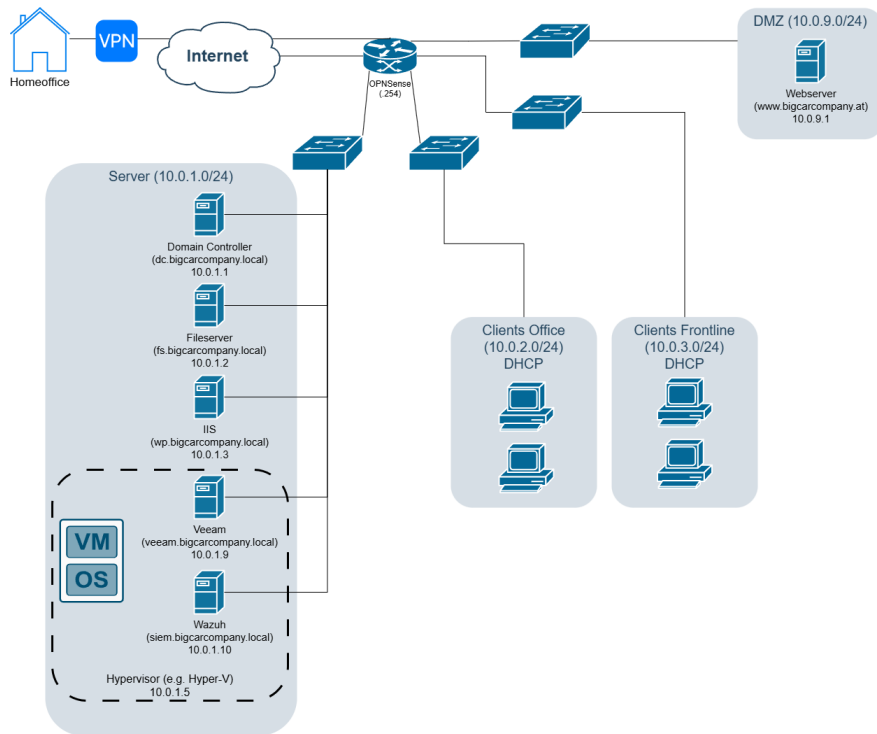 Homeoffice
VPN
Internet
OPNSense
(.254)
DMZ (10.0.9.0/24)
Webserver
(www.bigcarcompany.at)
10.0.9.1
Server (10.0.1.0/24)
Domain Controller
(dc.bigcarcompany.local)
10.0.1.1
Fileserver
(fs.bigcarcompany.local)
10.0.1.2
IIS
(wp.bigcarcompany.local)
10.0.1.3
VM
OS
Veeam
(veeam.bigcarcompany.local)
10.0.1.9
Wazuh
(siem.bigcarcompany.local)
10.0.1.10
Hypervisor (e.g. Hyper-V)
10.0.1.5
Clients Office
(10.0.2.0/24)
DHCP
Clients Frontline
(10.0.3.0/24)
DHCP